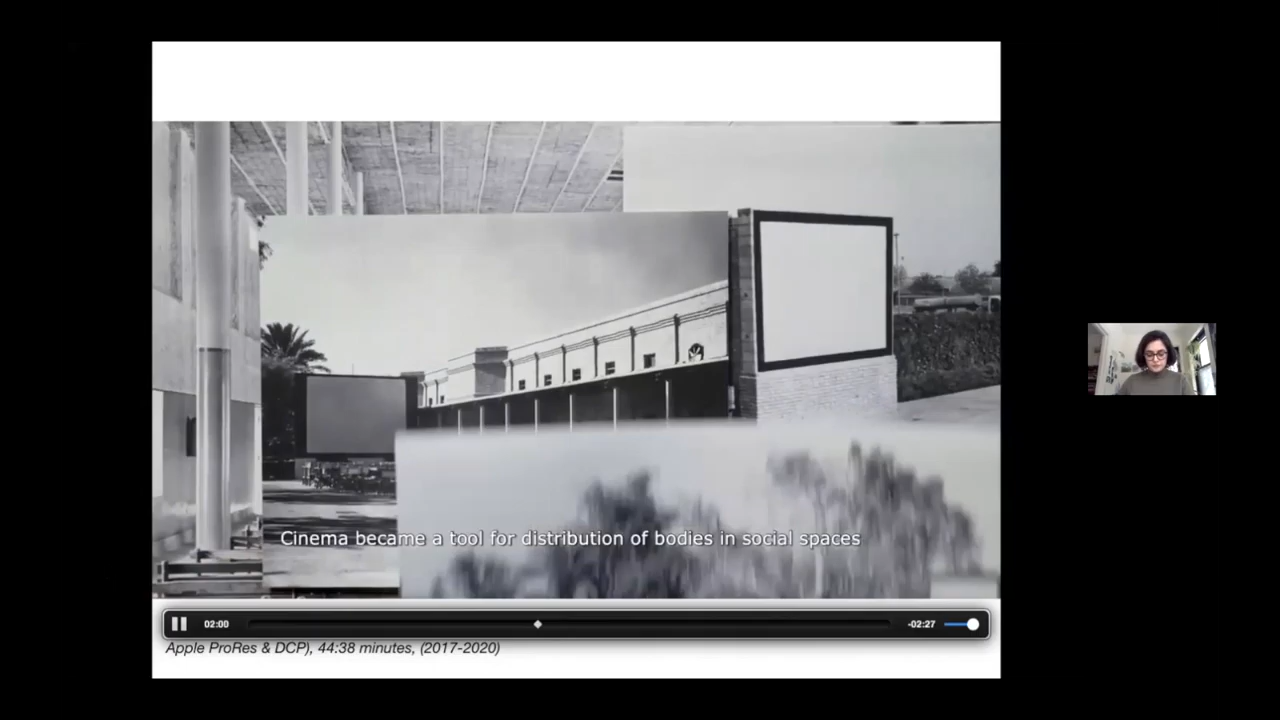 Cinema became a tool for distribution of bodies in social spaces
02:00
-02:27
Apple ProRes & DCP), 44:38 minutes, (2017-2020)